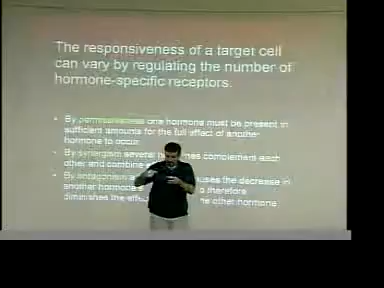 The responsiveness of a target cell
can vary by regulating the number of
hormone-specific receptors.
• By permissiveness one hormone must be present in
sufficient amounts for the full effect of another
hormone to occur.
• By synergism several complement each
other and combine
• By antagonism causes the decrease in
another hormones therefore
diminishes the other hormone